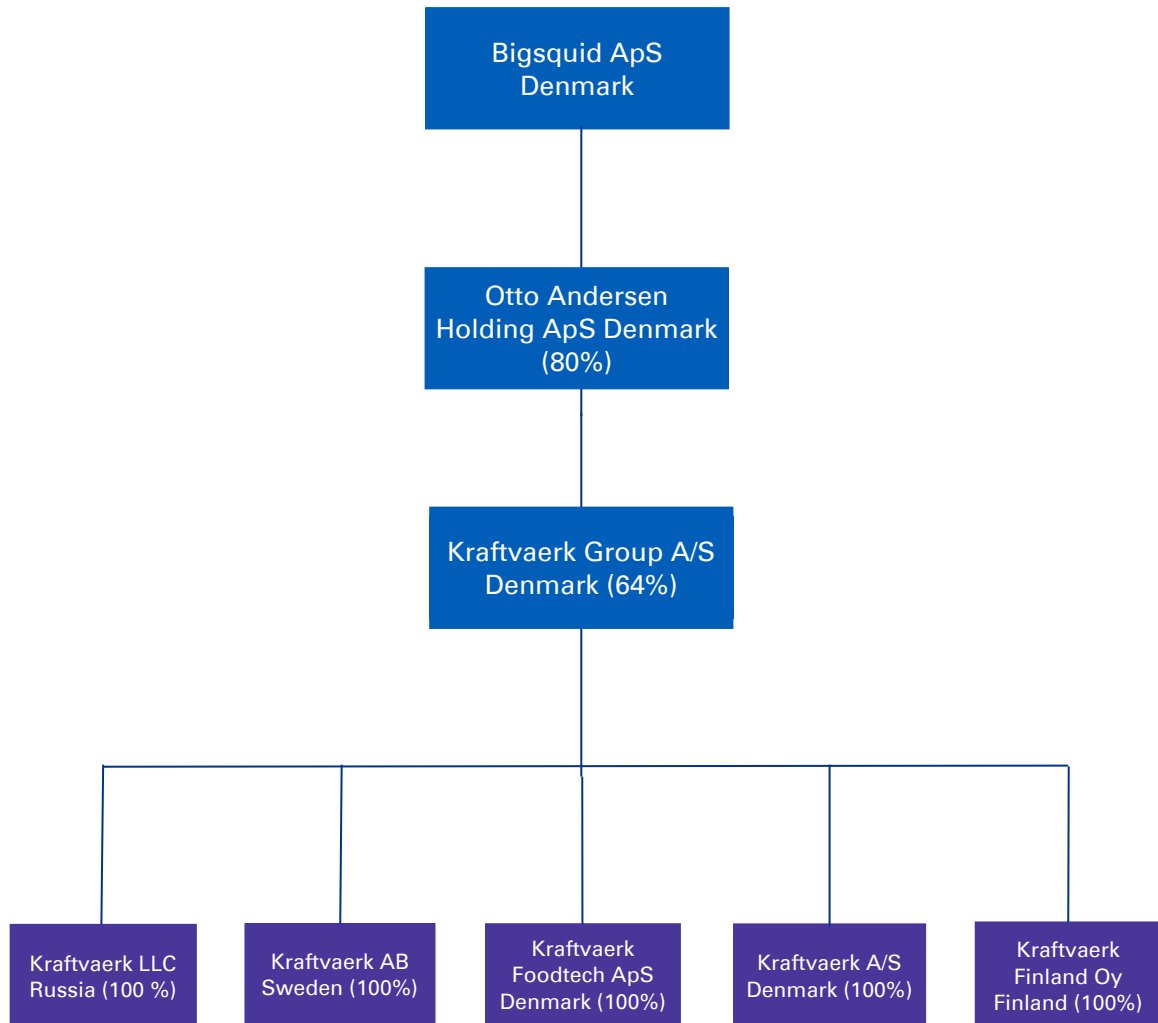 Bigsquid ApS
Denmark
Otto Andersen
Holding ApS Denmark
(80%)
Kraftvaerk Group A/S
Denmark (64%)
Kraftvaerk LLC
Russia (100 %)
Kraftvaerk AB
Sweden (100%)
Kraftvaerk
Foodtech ApS
Denmark (100%)
Kraftvaerk A/S
Denmark (100%)
Kraftvaerk
Finland Oy
Finland (100%)